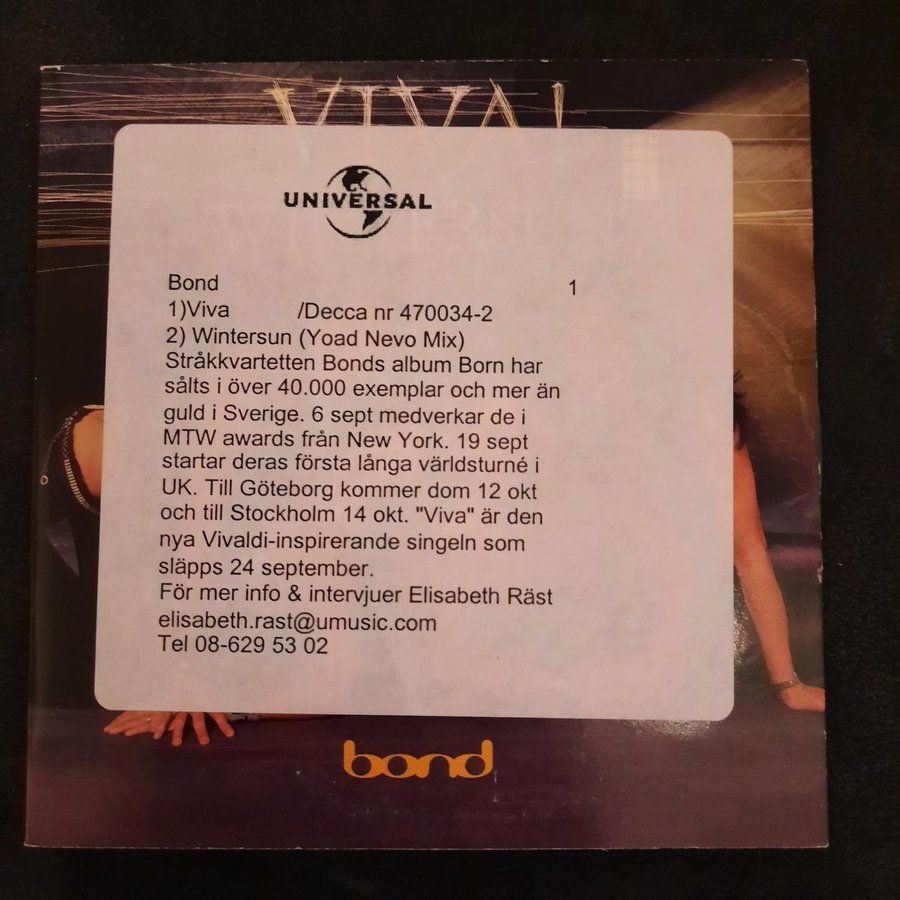 VIVA!
UNIVERSAL
Bond 1
1)Viva /Decca nr 470034-2
2) Wintersun (Yoad Nevo Mix)
Stråkkvartetten Bonds album Born har
sålts i över 40.000 exemplar och mer än
guld i Sverige. 6 sept medverkar de i
MTW awards från New York. 19 sept
startar deras första långa världsturné i
UK. Till Göteborg kommer dom 12 okt
och till Stockholm 14 okt. "Viva" är den
nya Vivaldi-inspirerande singeln som
släpps 24 september.
För mer info & intervjuer Elisabeth Räst
elisabeth.rast@umusic.com
Tel 08-629 53 02
bond